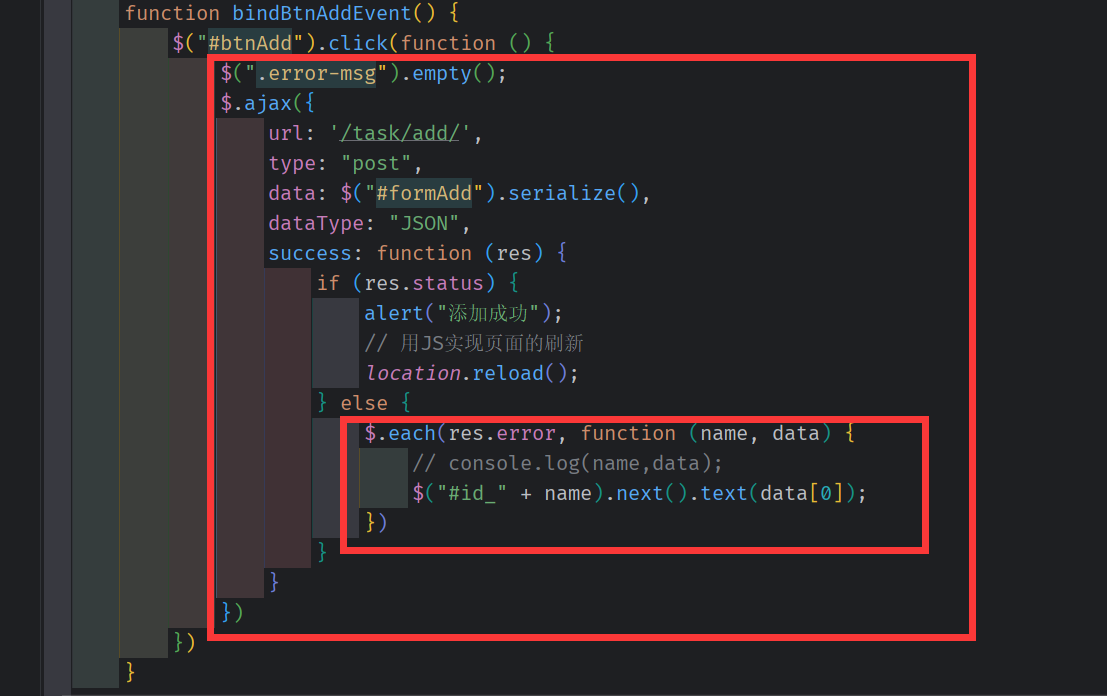 function bindBtnAddEvent() {
$("#btnAdd").click(function () {
$(".error-msg").empty();
$.ajax({
url: '/task/add/',
type: "post",
data: $("#formAdd").serialize(),
dataType: "JSON",
success: function (res) {
if (res.status) {
alert("添加成功");
// 用JS实现页面的刷新
location.reload();
} else {
$.each(res.error, function (name, data) {
// console.log(name,data);
$("#id_" + name).next().text(data[0]);
})
}
}
})
})
}